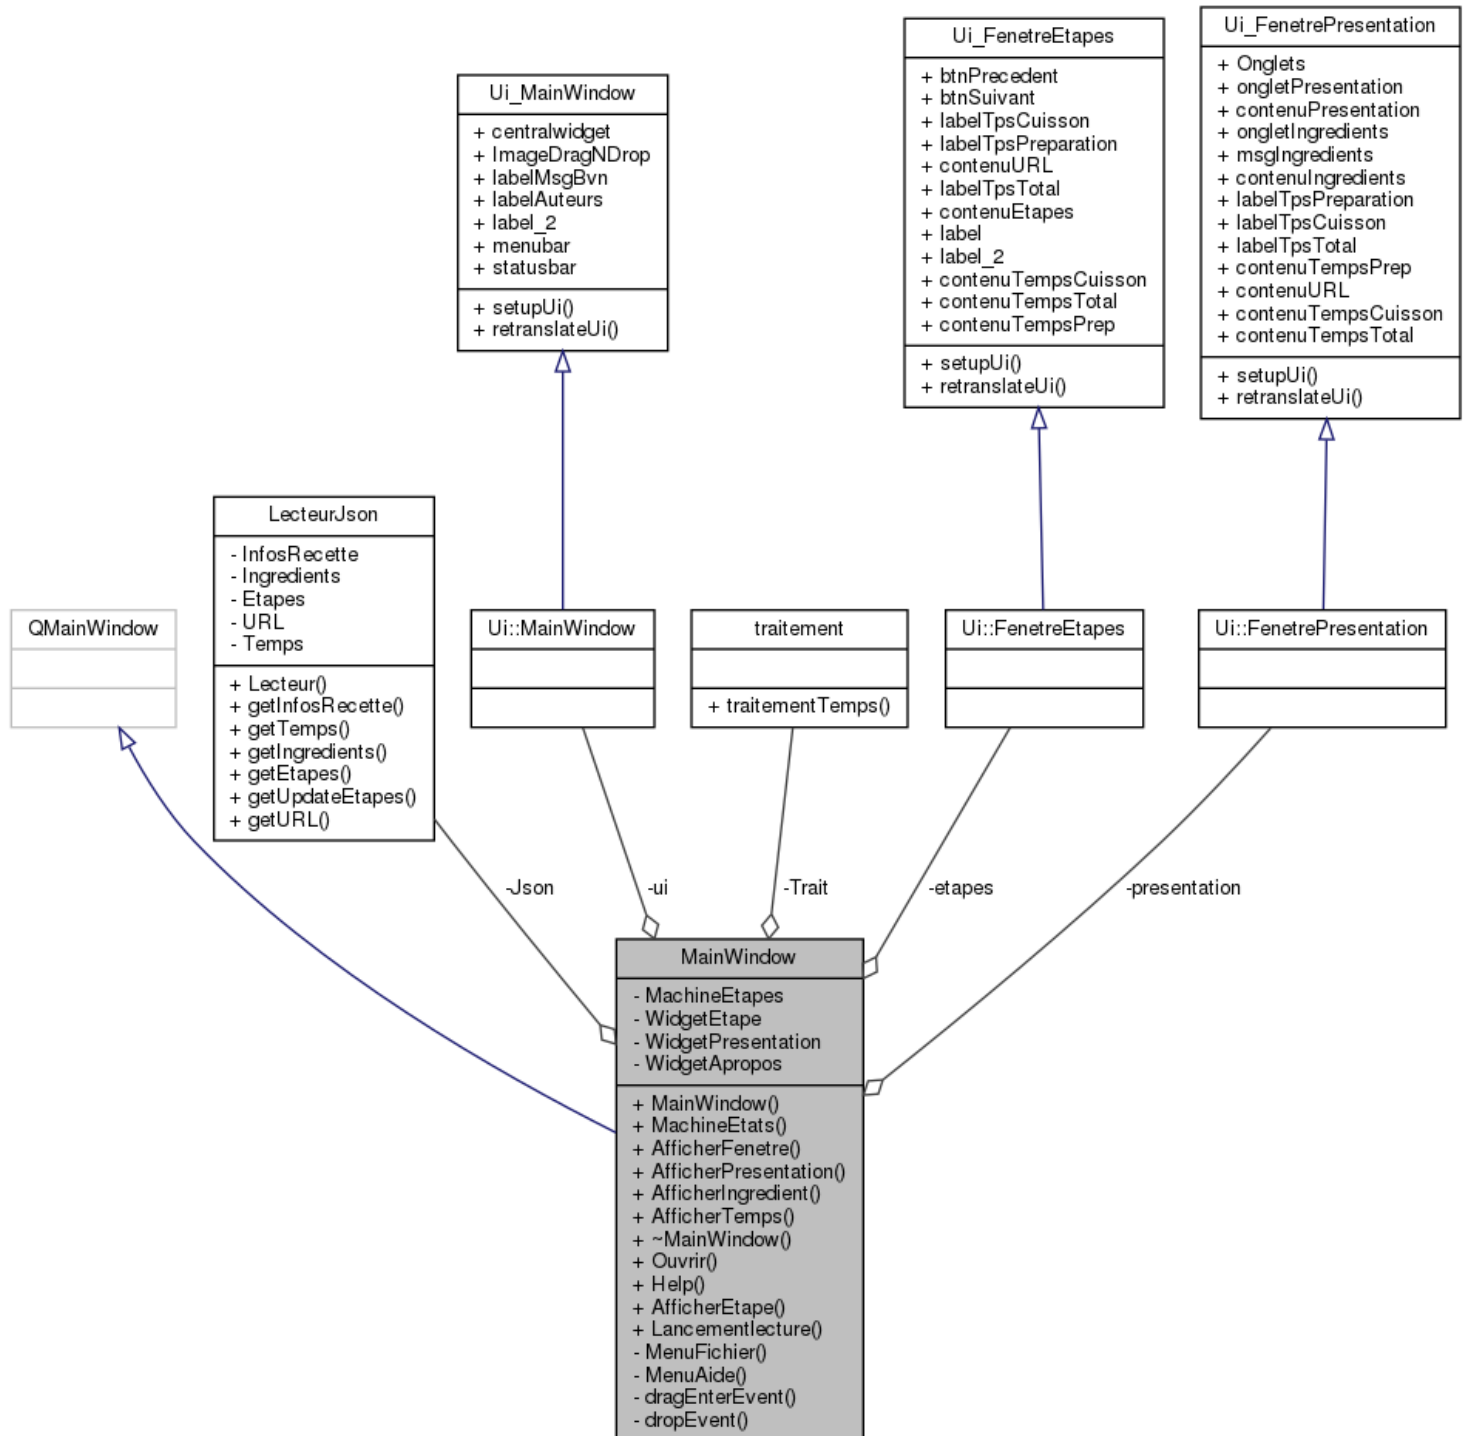 Ui_FenetrePresentation
+ Onglets
+ ongletPresentation
+ contenuPresentation
+ ongletIngredients
+ msgIngredients
+ contenuIngredients
+ labelTpsPreparation
+ labelTpsCuisson
+ labelTpsTotal
+ contenuTempsPrep
+ contenuURL
+ contenuTempsCuisson
+ contenuTempsTotal
+ setupUi()
+ retranslateUi()
Ui_FenetreEtapes
+ btnPrecedent
+ btnSuivant
+ labelTpsCuisson
+ labelTpsPreparation
+ contenuURL
+ labelTpsTotal
+ contenuEtapes
+ label
+ label_2
+ contenuTempsCuisson
+ contenuTempsTotal
+ contenuTempsPrep
+ setupUi()
+ retranslateUi()
Ui_MainWindow
+ centralwidget
+ ImageDragNDrop
+ labelMsgBvn
+ labelAuteurs
+ label_2
+ menubar
+ statusbar
+ setupUi()
+ retranslateUi()
LecteurJson
- InfosRecette
- Ingredients
- Etapes
- URL
- Temps
+ Lecteur()
+ getInfosRecette()
+ getTemps()
+ getIngredients()
+ getEtapes()
+ getUpdateEtapes()
+ getURL()
QMainWindow
Ui::MainWindow
traitement
+ traitementTemps()
Ui::FenetreEtapes
Ui::FenetrePresentation
-Json
-ui
-Trait
-etapes
-presentation
MainWindow
- MachineEtapes
- WidgetEtape
- WidgetPresentation
- WidgetApropos
+ MainWindow()
+ MachineEtats()
+ AfficherFenetre()
+ AfficherPresentation()
+ AfficherIngredient()
+ AfficherTemps()
+ ~MainWindow()
+ Ouvrir()
+ Help()
+ AfficherEtape()
+ Lancementlecture()
- MenuFichier()
- MenuAide()
- dragEnterEvent()
- dropEvent()